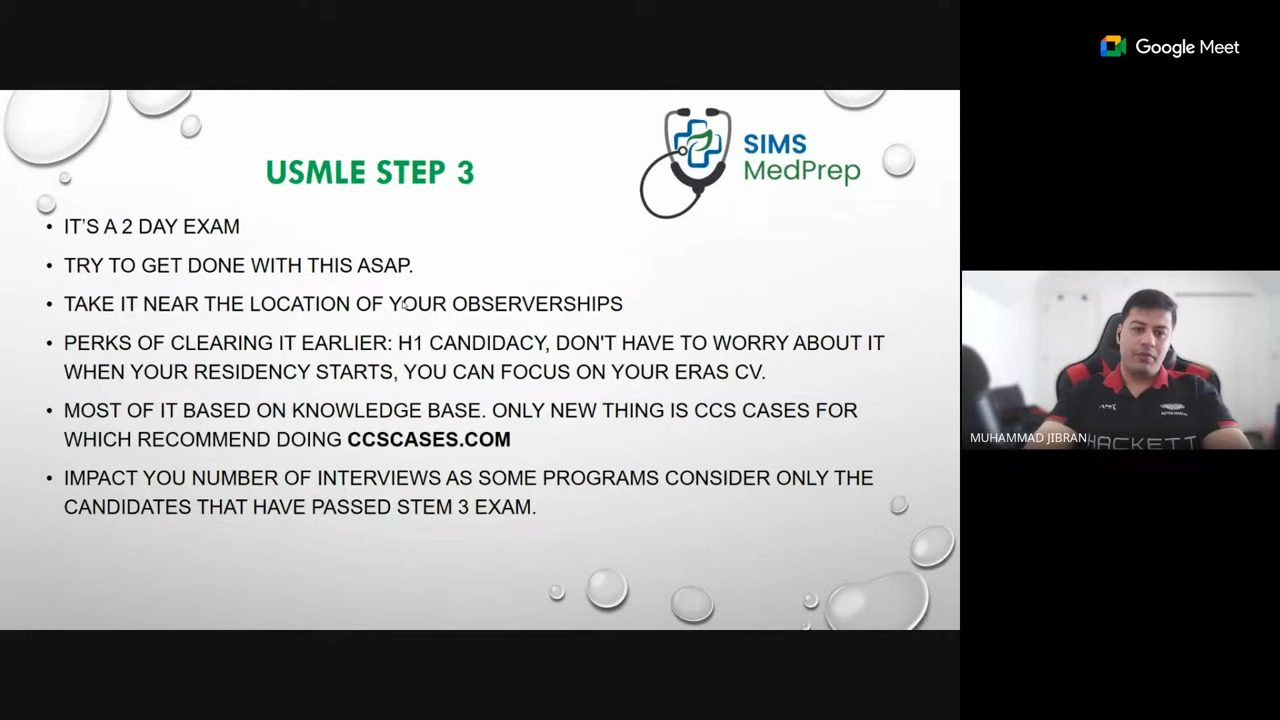 Google Meet
SIMS
MedPrep
USMLE STEP 3
• IT'S A 2 DAY EXAM
• TRY TO GET DONE WITH THIS ASAP.
• TAKE IT NEAR THE LOCATION OF YOUR OBSERVERSHIPS
• PERKS OF CLEARING IT EARLIER: H1 CANDIDACY, DON'T HAVE TO WORRY ABOUT IT
WHEN YOUR RESIDENCY STARTS, YOU CAN FOCUS ON YOUR ERAS CV.
• MOST OF IT BASED ON KNOWLEDGE BASE. ONLY NEW THING IS CCS CASES FOR
WHICH RECOMMEND DOING CCSCASES.COM
• IMPACT YOU NUMBER OF INTERVIEWS AS SOME PROGRAMS CONSIDER ONLY THE
CANDIDATES THAT HAVE PASSED STEM 3 EXAM.
MUHAMMAD JIBRAN
HACKETT